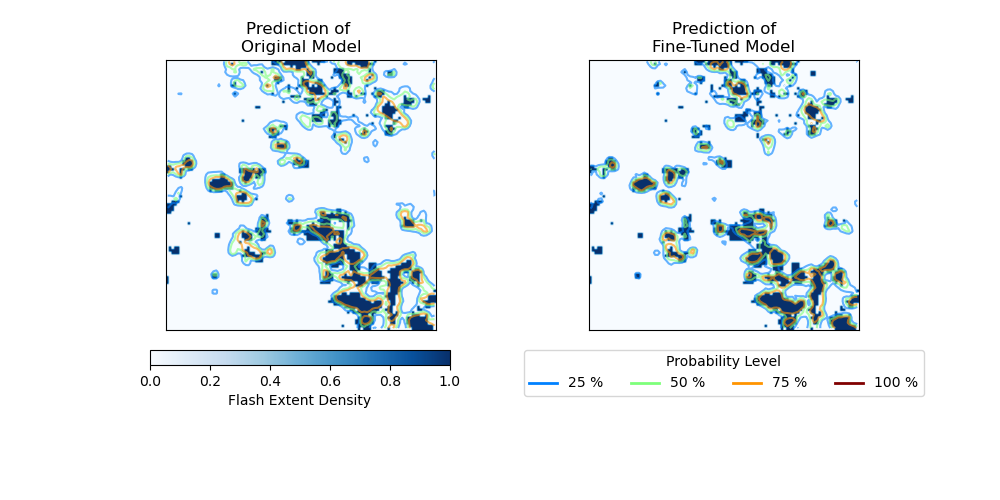 Prediction of
Original Model
Prediction of
Fine-Tuned Model
0.0 0.2 0.4 0.6 0.8 1.0
Flash Extent Density
Probability Level
25 % 50 % 75 % 100 %